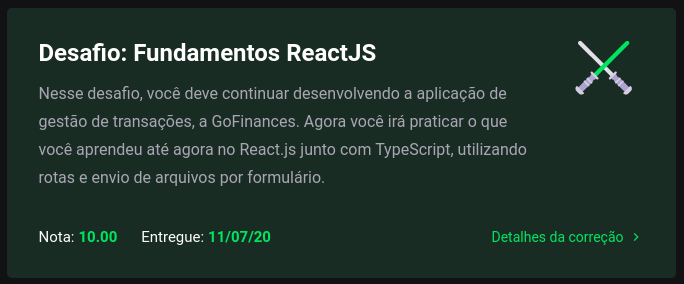 Desafio: Fundamentos ReactJS
Nesse desafio, você deve continuar desenvolvendo a aplicação de
gestão de transações, a GoFinances. Agora você irá praticar o que
você aprendeu até agora no React.js junto com TypeScript, utilizando
rotas e envio de arquivos por formulário.
Nota: 10.00 Entregue: 11/07/20 Detalhes da correção